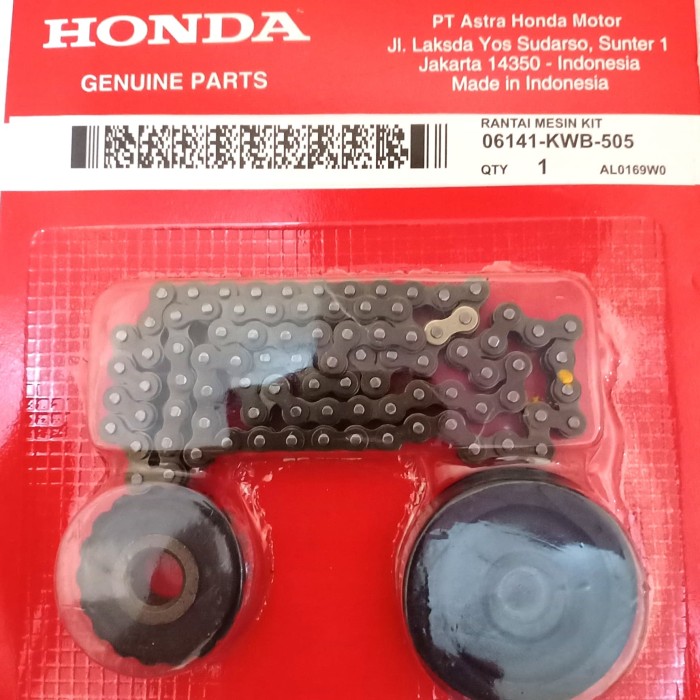 HONDA
GENUINE PARTS
PT Astra Honda Motor
Jl. Laksda Yos Sudarso, Sunter 1
Jakarta 14350 - Indonesia
Made in Indonesia
RANTAI MESIN KIT
06141-KWB-505
QTY 1 AL0169W0